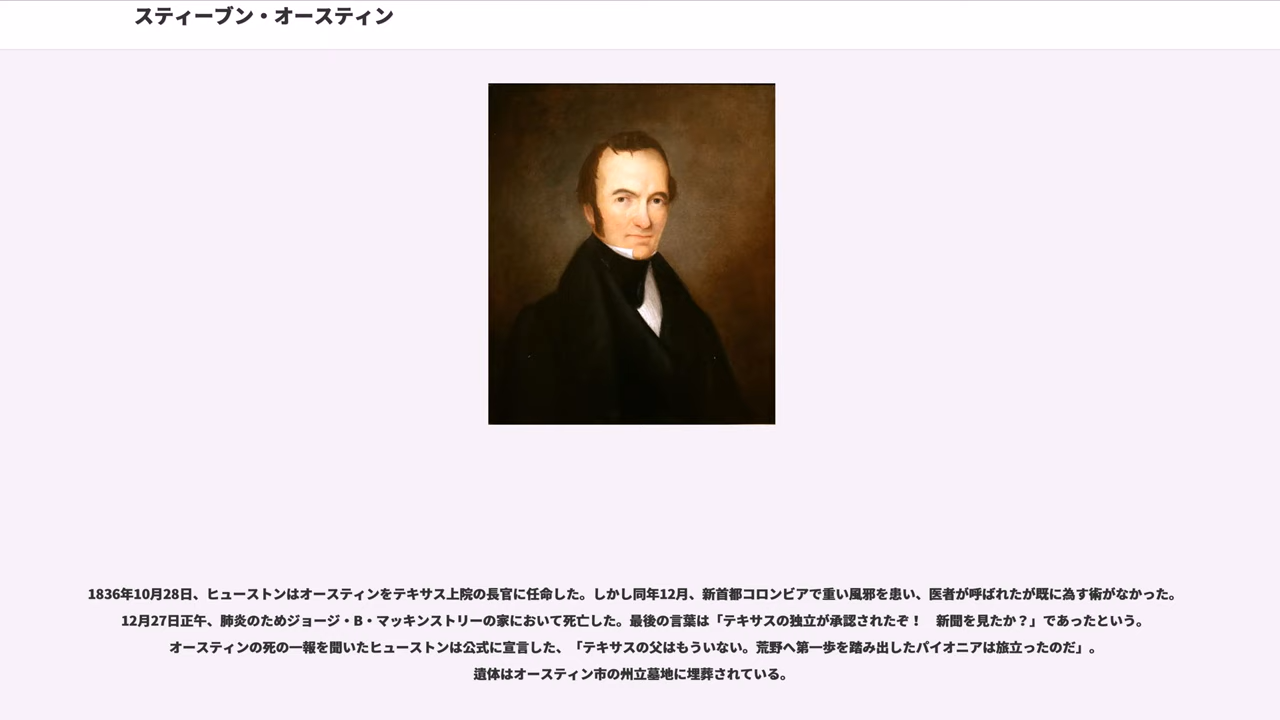 スティーブン・オースティン
1836年10月28日、ヒューストンはオースティンをテキサス上院の長官に任命した。しかし同年12月、新首都コロンビアで重い風邪を患い、医者が呼ばれたが既に為す術がなかった。
12月27日正午、肺炎のためジョージ・B・マッキンストリーの家において死亡した。最後の言葉は「テキサスの独立が承認されたぞ！　新聞を見たか？」であったという。
オースティンの死の一報を聞いたヒューストンは公式に宣言した、「テキサスの父はもういない。荒野へ第一歩を踏み出したパイオニアは旅立ったのだ」。
遺体はオースティン市の州立墓地に埋葬されている。